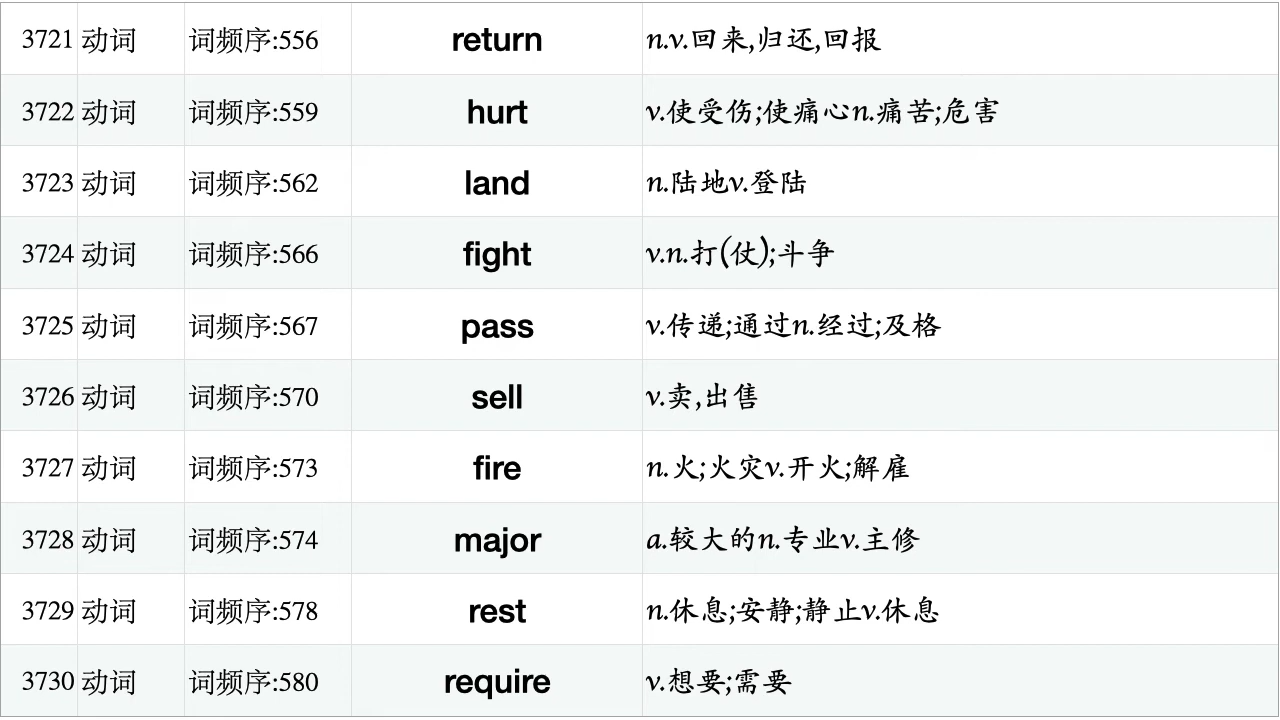 3721 动词 词频序:556 return n.v.回来,归还,回报
3722 动词 词频序:559 hurt v.使受伤;使痛心n.痛苦;危害
3723 动词 词频序:562 land n.陆地v.登陆
3724 动词 词频序:566 fight v.n.打(仗);斗争
3725 动词 词频序:567 pass v.传递;通过n.经过;及格
3726 动词 词频序:570 sell v.卖,出售
3727 动词 词频序:573 fire n.火;火灾v.开火;解雇
3728 动词 词频序:574 major a.较大的n.专业v.主修
3729 动词 词频序:578 rest n.休息;安静;静止v.休息
3730 动词 词频序:580 require v.想要;需要